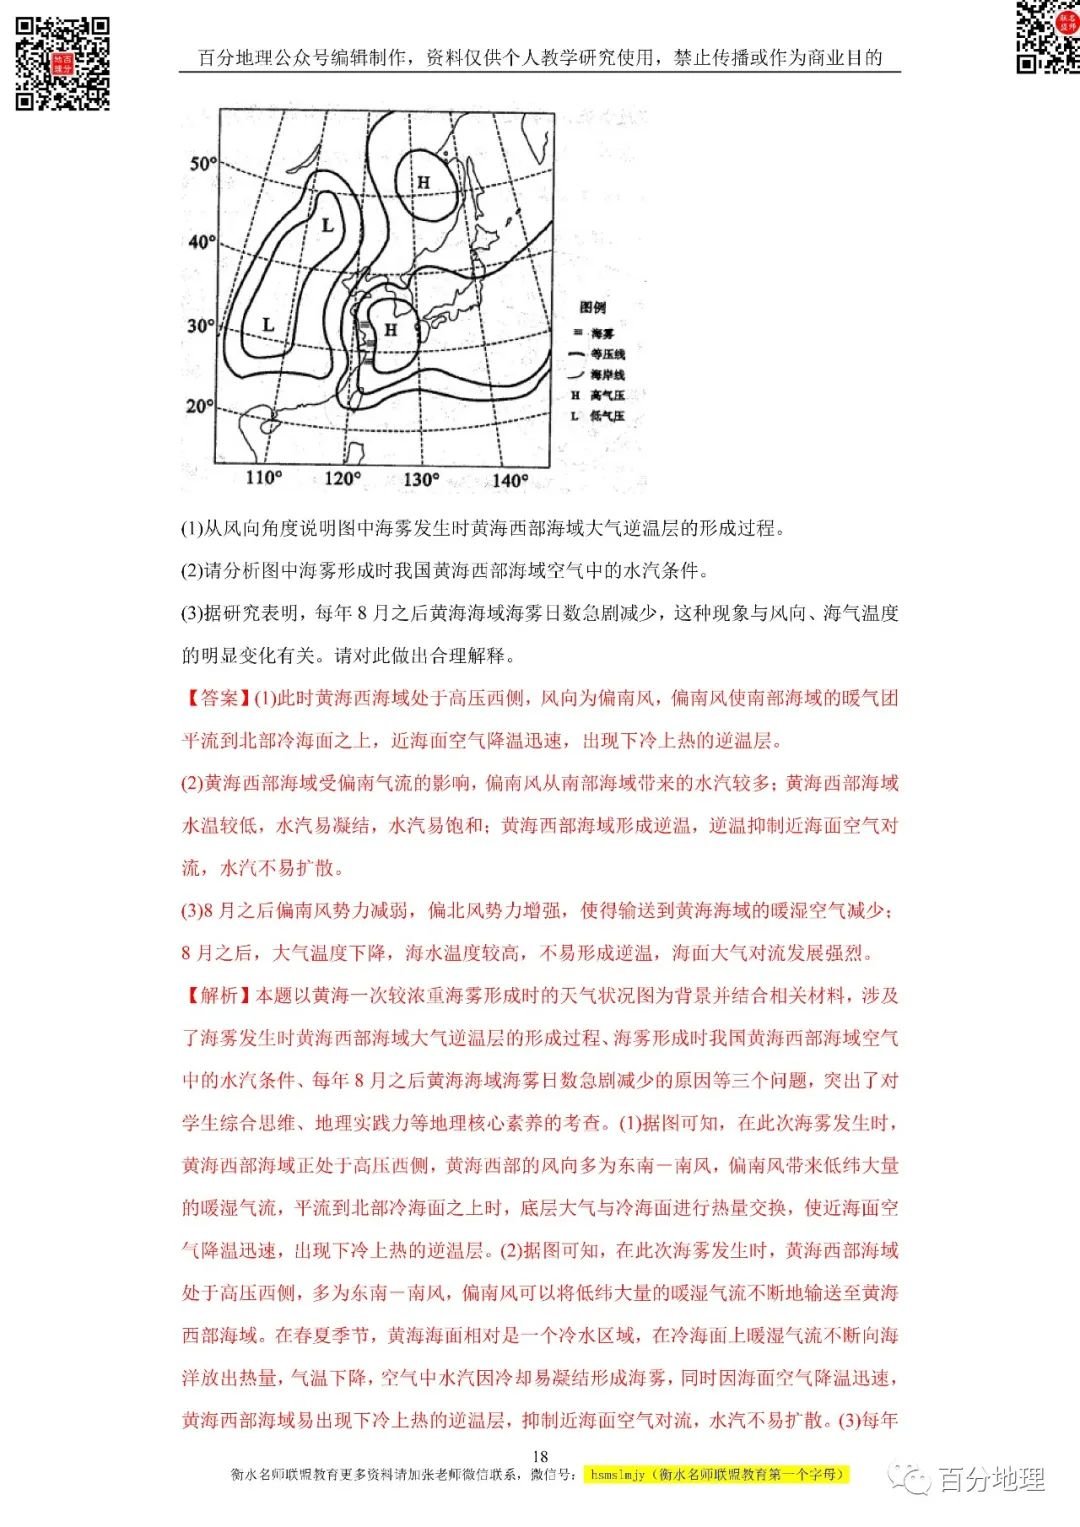 百分地理公众号编辑制作，资料仅供个人教学研究使用，禁止传播或作为商业目的
50°
40°
30°
20°
110°
120°
130°
140°
H
L
L
H
图例
海雾
等压线
海岸线
H 高气压
L 低气压
(1)从风向角度说明图中海雾发生时黄海西部海域大气逆温层的形成过程。
(2)请分析图中海雾形成时我国黄海西部海域空气中的水汽条件。
(3)据研究表明，每年 8 月之后黄海海域海雾日数急剧减少，这种现象与风向、海气温度
的明显变化有关。请对此做出合理解释。
【答案】(1)此时黄海西海域处于高压西侧，风向为偏南风，偏南风使南部海域的暖气团
平流到北部冷海面之上，近海面空气降温迅速，出现下冷上热的逆温层。
(2)黄海西部海域受偏南气流的影响，偏南风从南部海域带来的水汽较多；黄海西部海域
水温较低，水汽易凝结，水汽易饱和；黄海西部海域形成逆温，逆温抑制近海面空气对
流，水汽不易扩散。
(3)8 月之后偏南风势力减弱，偏北风势力增强，使得输送到黄海海域的暖湿空气减少；
8 月之后，大气温度下降，海水温度较高，不易形成逆温，海面大气对流发展强烈。
【解析】本题以黄海一次较浓重海雾形成时的天气状况图为背景并结合相关材料，涉及
了海雾发生时黄海西部海域大气逆温层的形成过程、海雾形成时我国黄海西部海域空气
中的水汽条件、每年 8 月之后黄海海域海雾日数急剧减少的原因等三个问题，突出了对
学生综合思维、地理实践力等地理核心素养的考查。(1)据图可知，在此次海雾发生时，
黄海西部海域正处于高压西侧，黄海西部的风向多为东南－南风，偏南风带来低纬大量
的暖湿气流，平流到北部冷海面之上时，底层大气与冷海面进行热量交换，使近海面空
气降温迅速，出现下冷上热的逆温层。(2)据图可知，在此次海雾发生时，黄海西部海域
处于高压西侧，多为东南－南风，偏南风可以将低纬大量的暖湿气流不断地输送至黄海
西部海域。在春夏季节，黄海海面相对是一个冷水区域，在冷海面上暖湿气流不断向海
洋放出热量，气温下降，空气中水汽因冷却易凝结形成海雾，同时因海面空气降温迅速，
黄海西部海域易出现下冷上热的逆温层，抑制近海面空气对流，水汽不易扩散。(3)每年
18
衡水名师联盟教育更多资料请加张老师微信联系，微信号： hsmslmjy（衡水名师联盟教育第一个字母）
百分地理